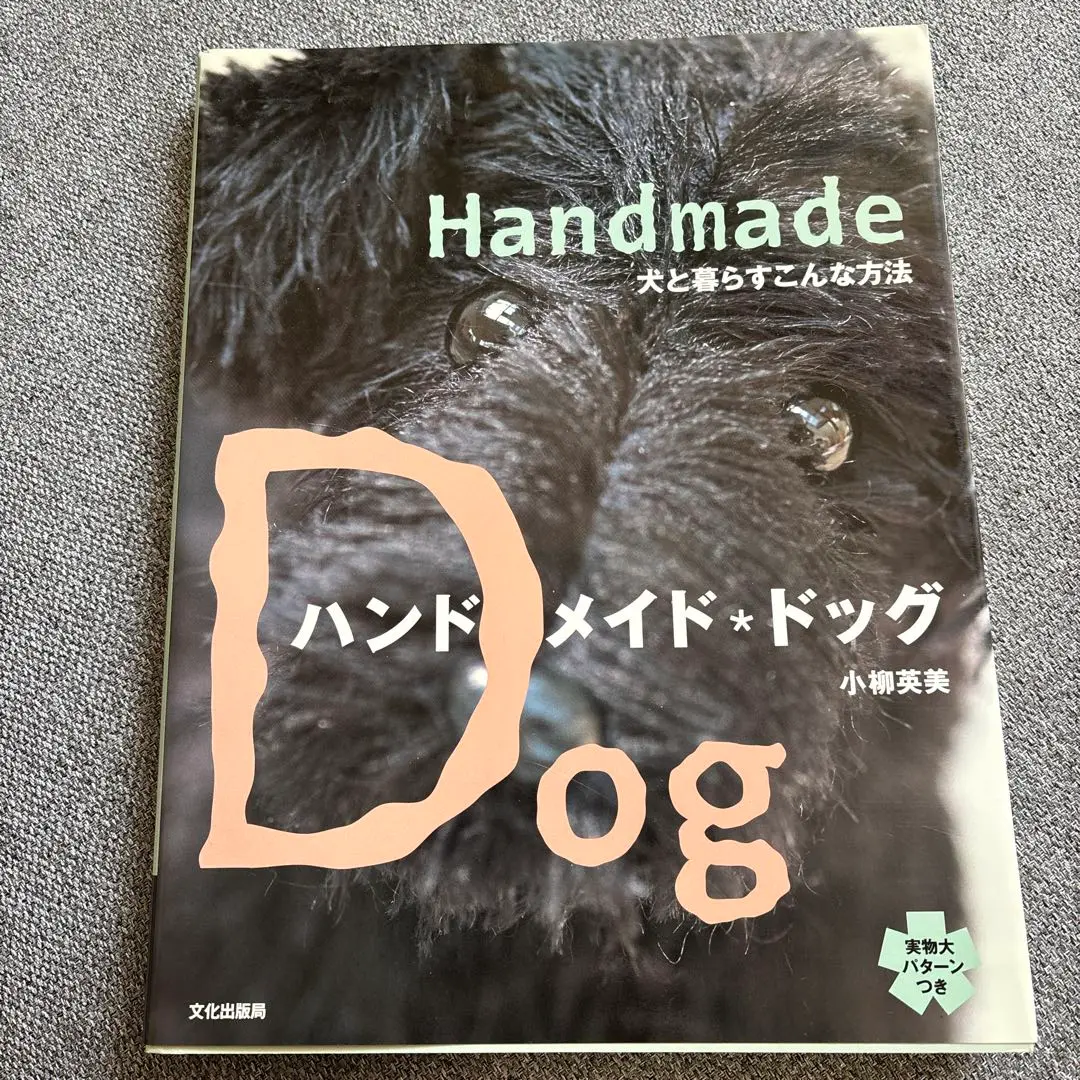 Handmade
犬と暮らすこんな方法
ハンドメイド*ドッグ
小柳英美
Dog
実物大
パターン
つき
文化出版局